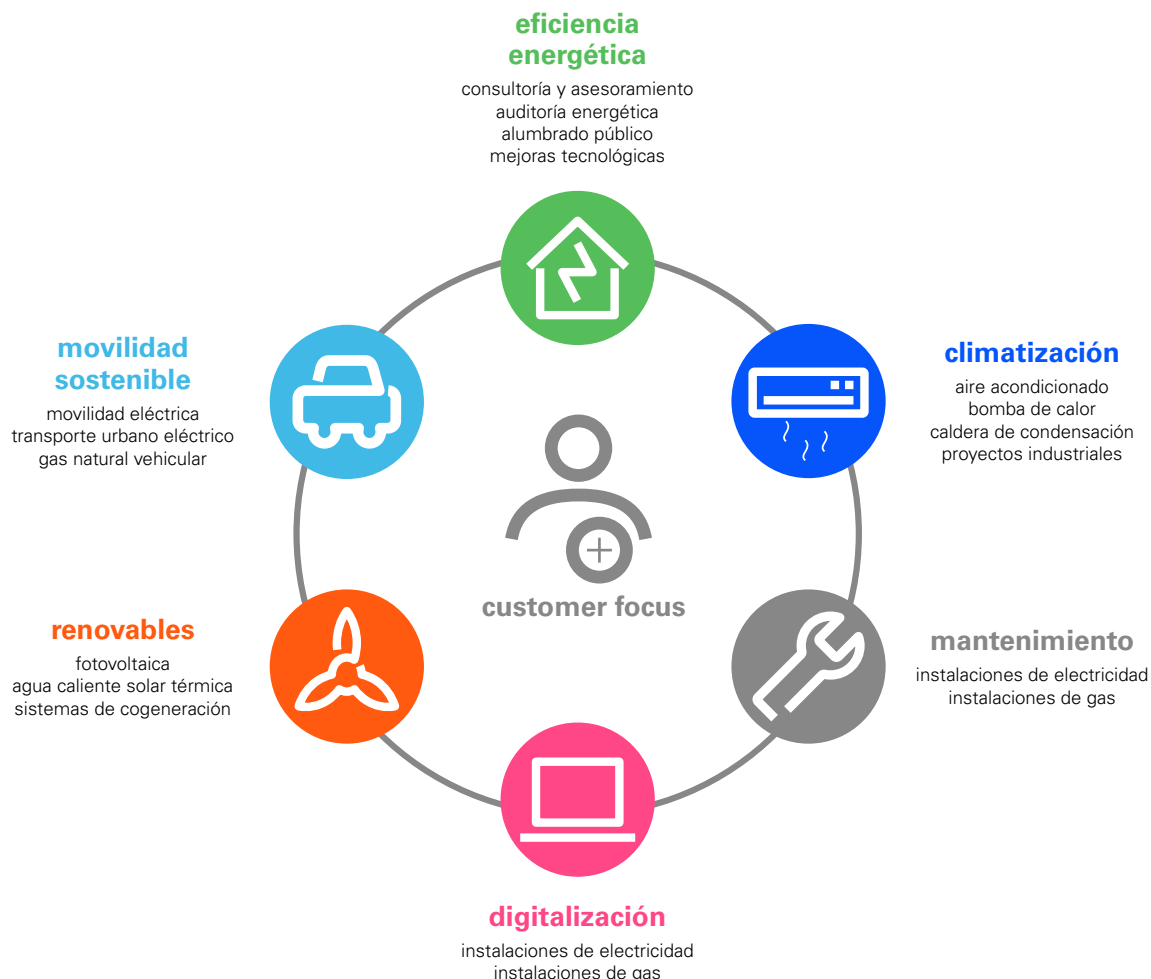 eficiencia
energética
consultoría y asesoramiento
auditoría energética
alumbrado público
mejoras tecnológicas
movilidad
sostenible
movilidad eléctrica
transporte urbano eléctrico
gas natural vehicular
climatización
aire acondicionado
bomba de calor
caldera de condensación
proyectos industriales
customer focus
renovables
fotovoltaica
agua caliente solar térmica
sistemas de cogeneración
mantenimiento
instalaciones de electricidad
instalaciones de gas
digitalización
instalaciones de electricidad
instalaciones de gas